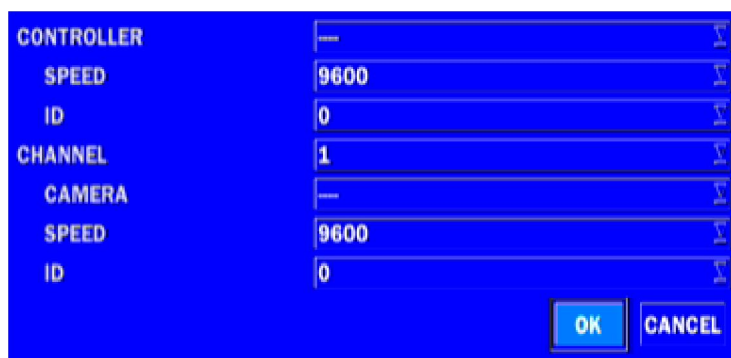 CONTROLLER ---
SPEED 9600
ID 0
CHANNEL 1
CAMERA ---
SPEED 9600
ID 0
OK CANCEL